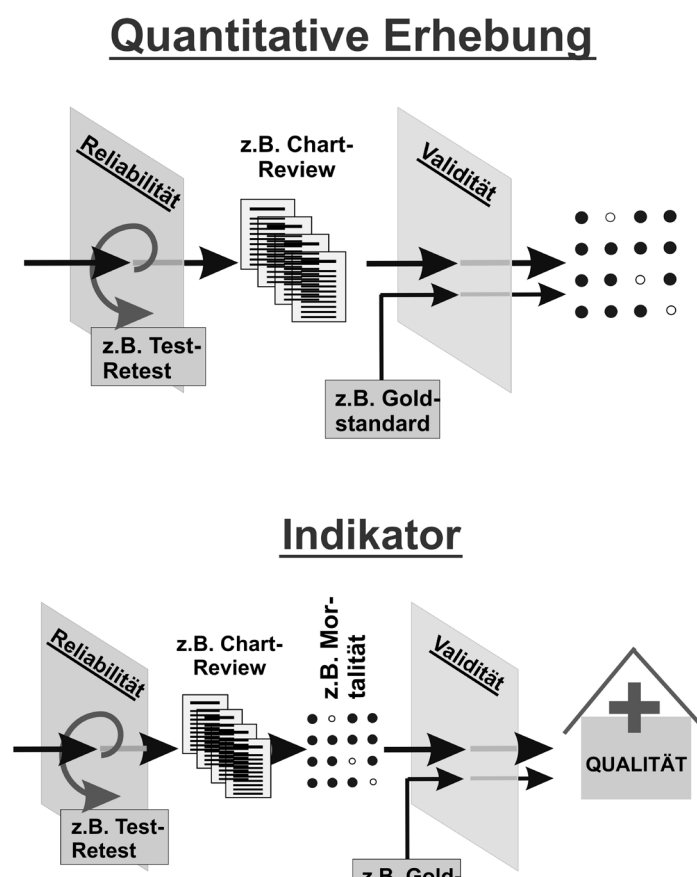 Quantitative Erhebung
Reliabilität
z.B. Chart-
Review
Validität
z.B. Test-
Retest
z.B. Gold-
standard
Indikator
Reliabilität
z.B. Chart-
Review
z.B. Mor-
talität
Validität
QUALITÄT
z.B. Test-
Retest
z.B. Gold-